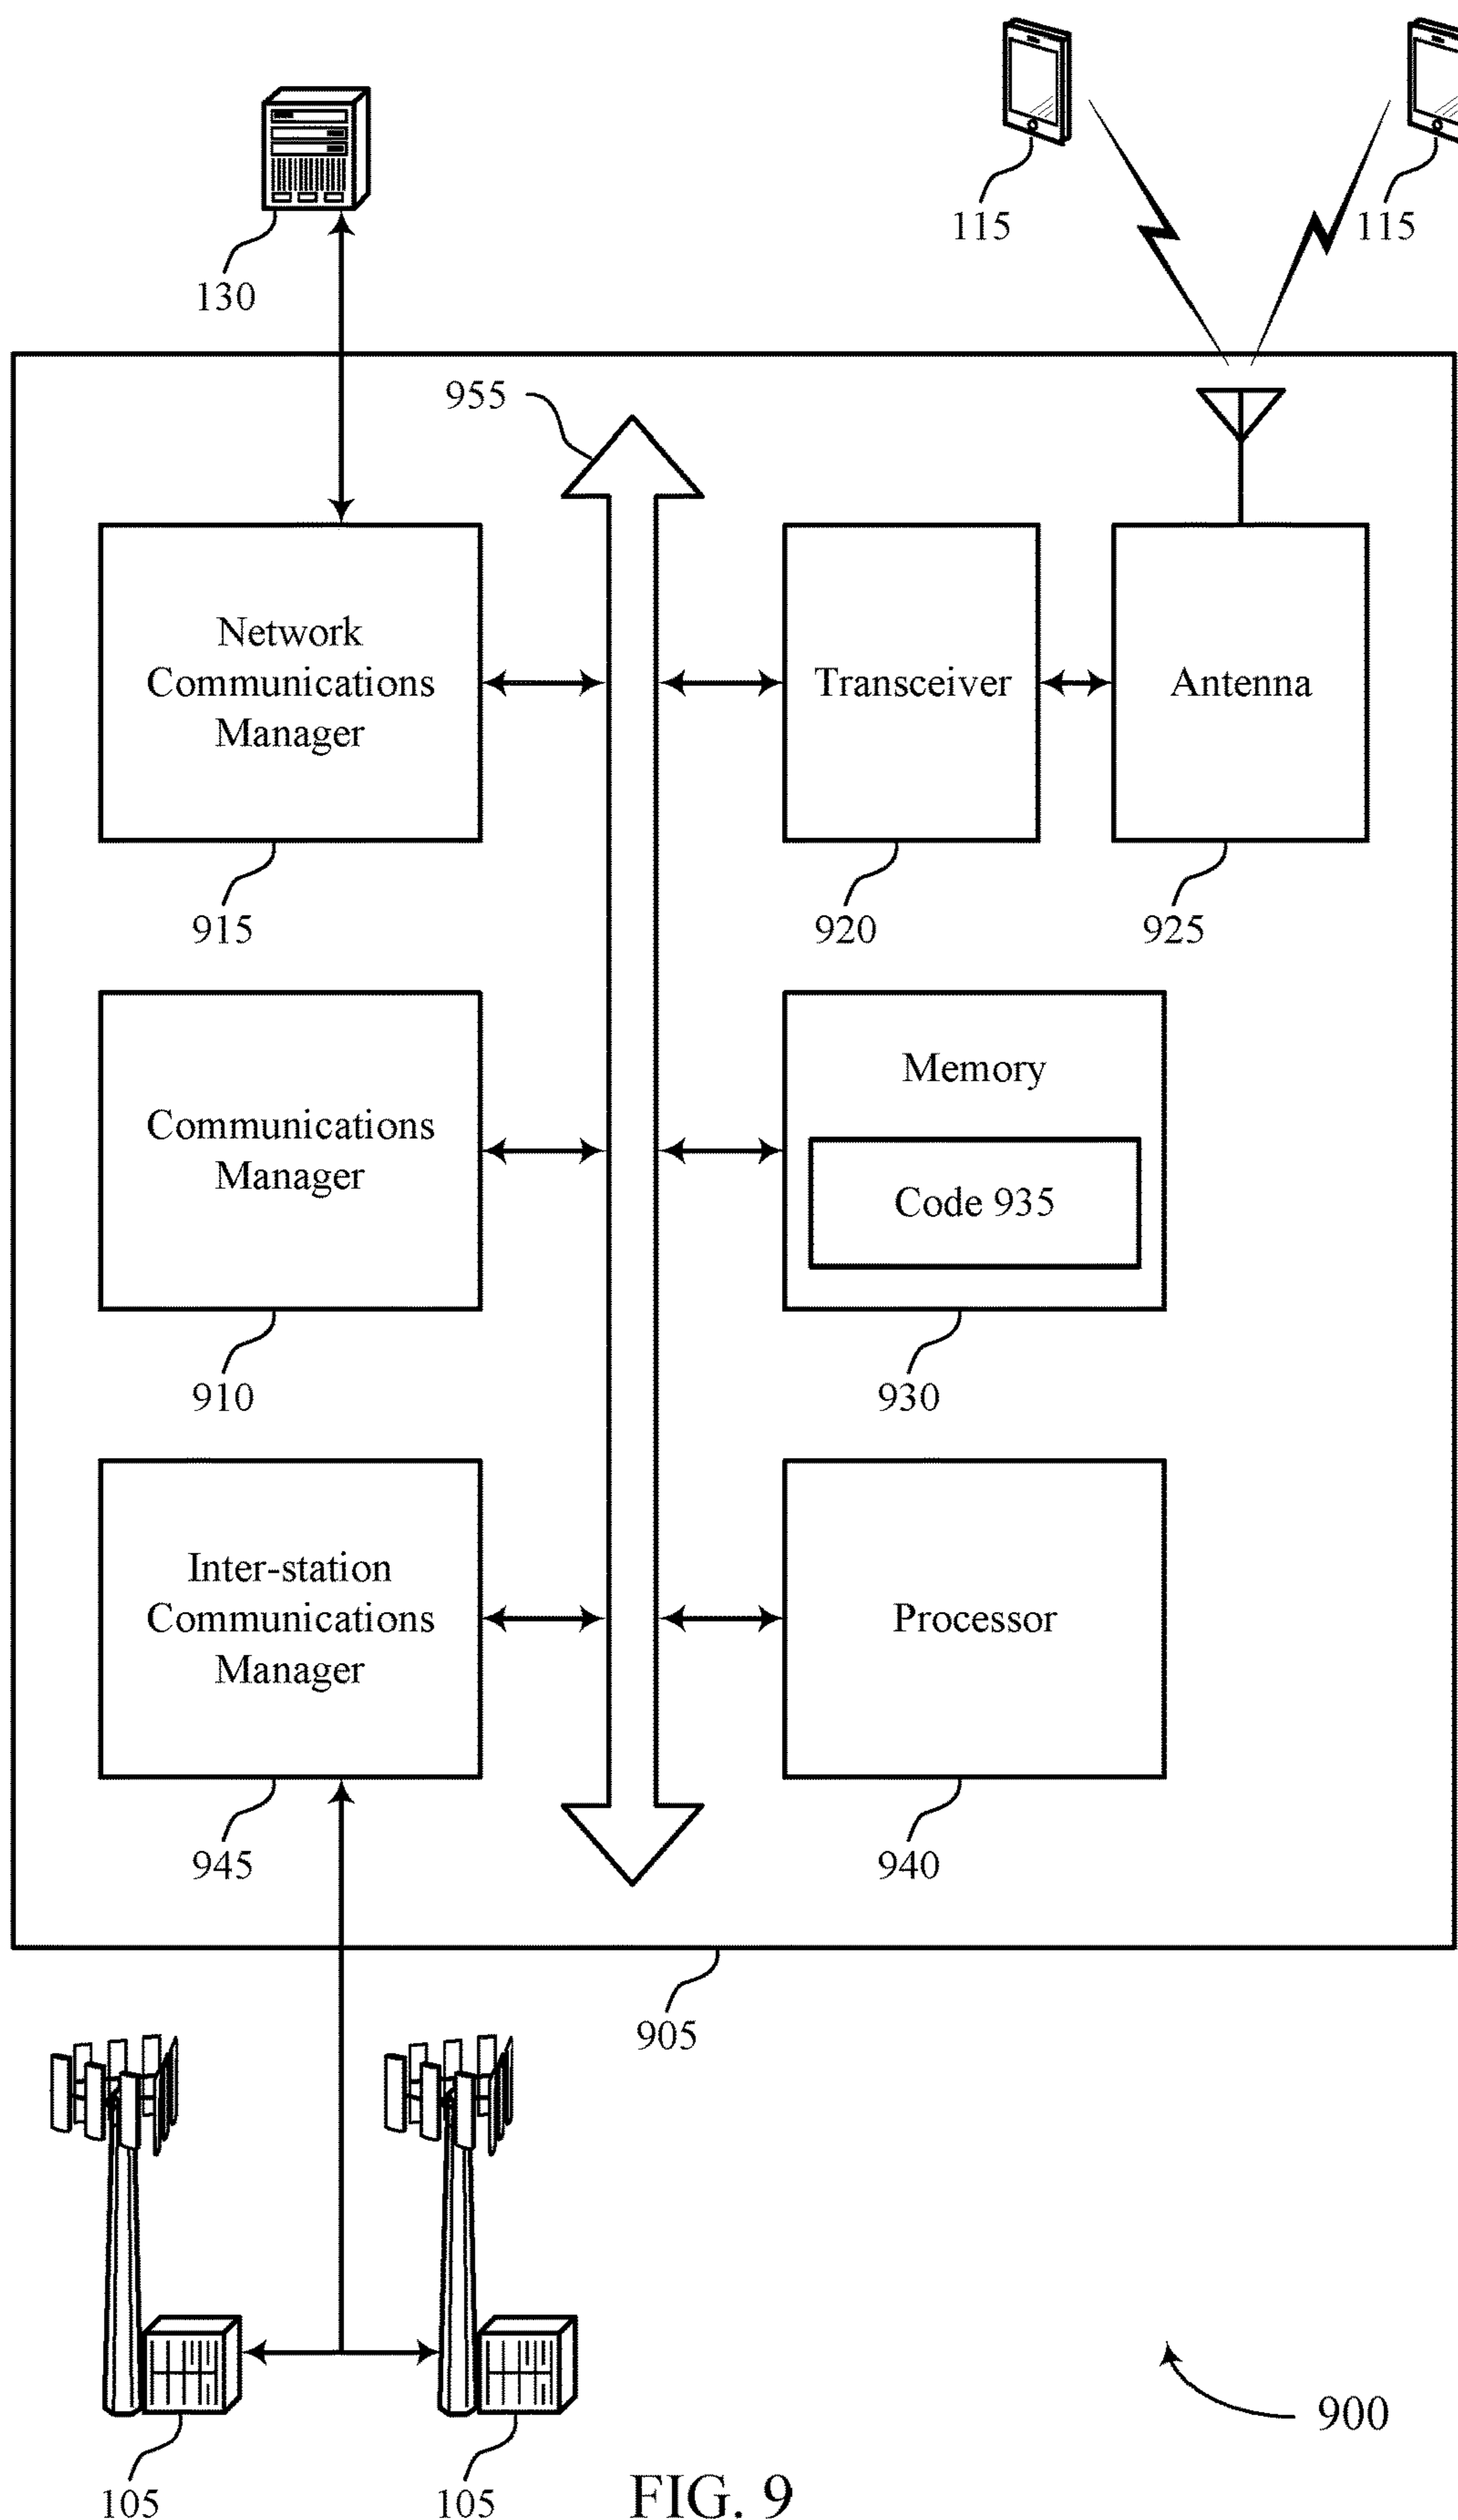 130
115
115
955
Network
Communications
Manager
Transceiver
Antenna
915
920
925
Communications
Manager
Memory
Code 935
910
930
Inter-station
Communications
Manager
Processor
945
940
905
900
105
105
FIG. 9